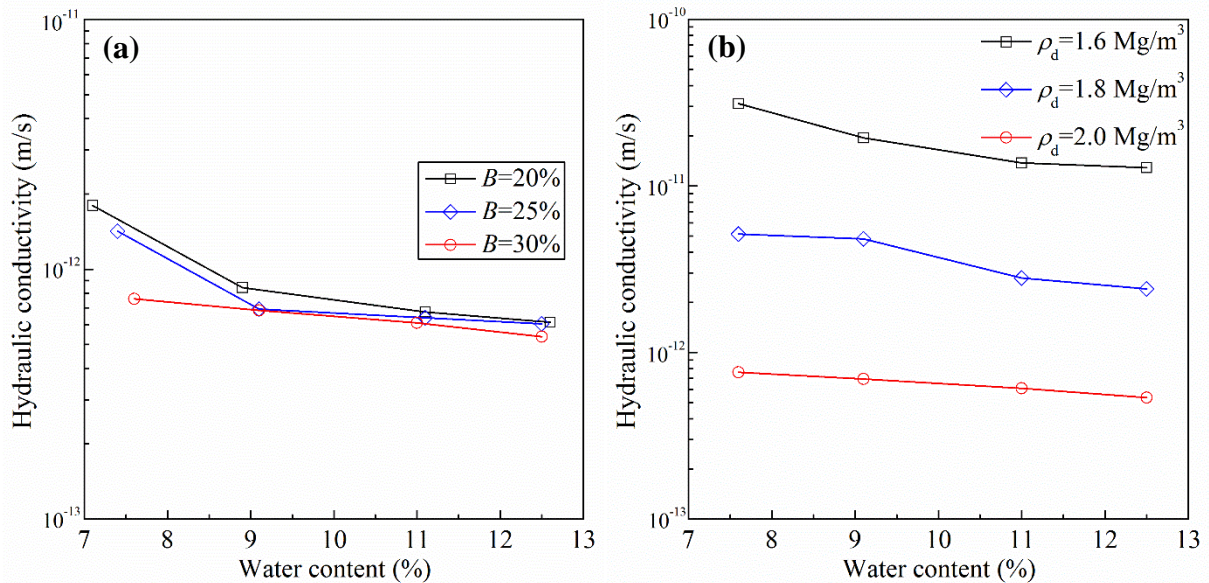 (a)
10⁻¹¹
10⁻¹²
10⁻¹³
Hydraulic conductivity (m/s)
B=20%
B=25%
B=30%
7 8 9 10 11 12 13
Water content (%)
(b)
10⁻¹⁰
10⁻¹¹
10⁻¹²
10⁻¹³
Hydraulic conductivity (m/s)
ρd=1.6 Mg/m³
ρd=1.8 Mg/m³
ρd=2.0 Mg/m³
7 8 9 10 11 12 13
Water content (%)